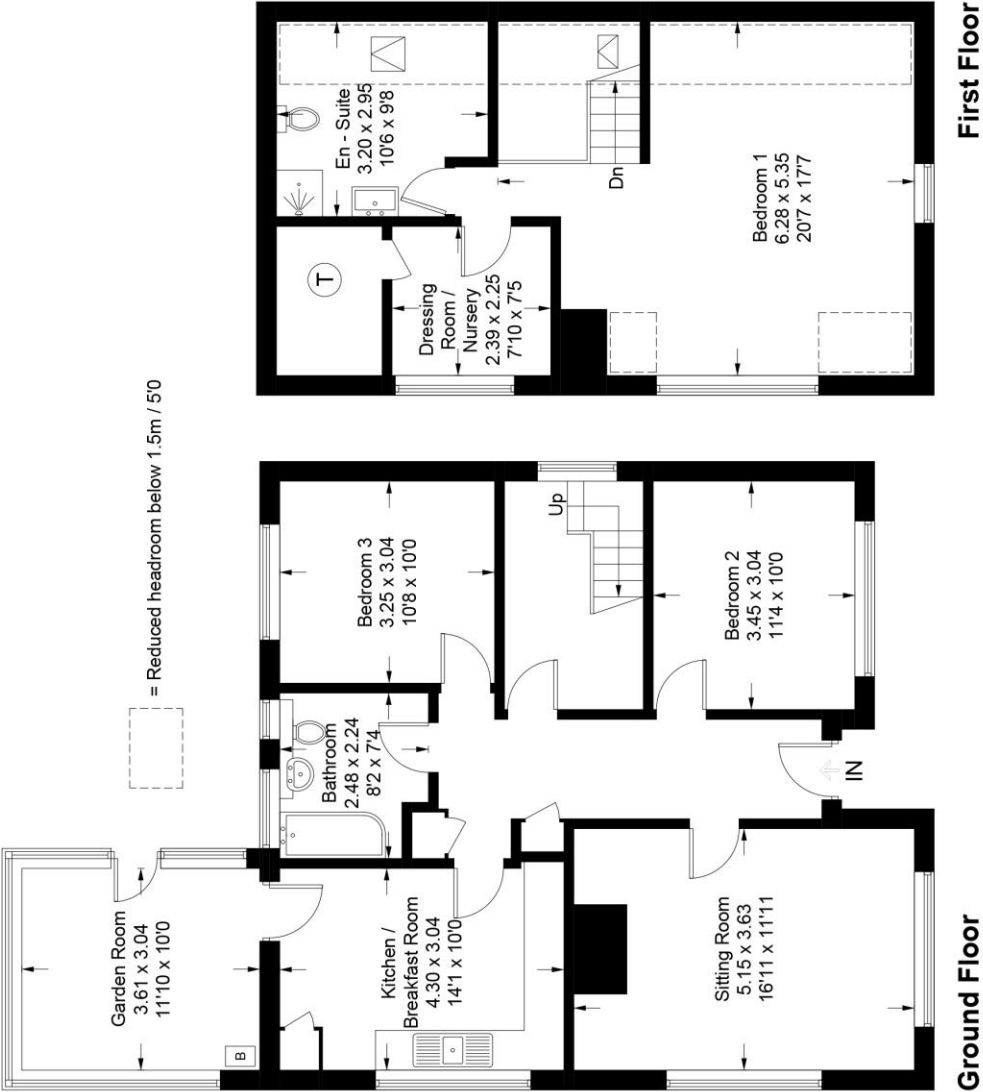 = Reduced headroom below 1.5m / 5'0
Garden Room
3.61 x 3.04
11'10 x 10'0
B
Kitchen /
Breakfast Room
4.30 x 3.04
14'1 x 10'0
Bathroom
2.48 x 2.24
8'2 x 7'4
Bedroom 3
3.25 x 3.04
10'8 x 10'0
Up
Sitting Room
5.15 x 3.63
16'11 x 11'11
IN
Bedroom 2
3.45 x 3.04
11'4 x 10'0
Ground Floor
T
En - Suite
3.20 x 2.95
10'6 x 9'8
Dressing
Room /
Nursery
2.39 x 2.25
7'10 x 7'5
Dn
Bedroom 1
6.28 x 5.35
20'7 x 17'7
First Floor